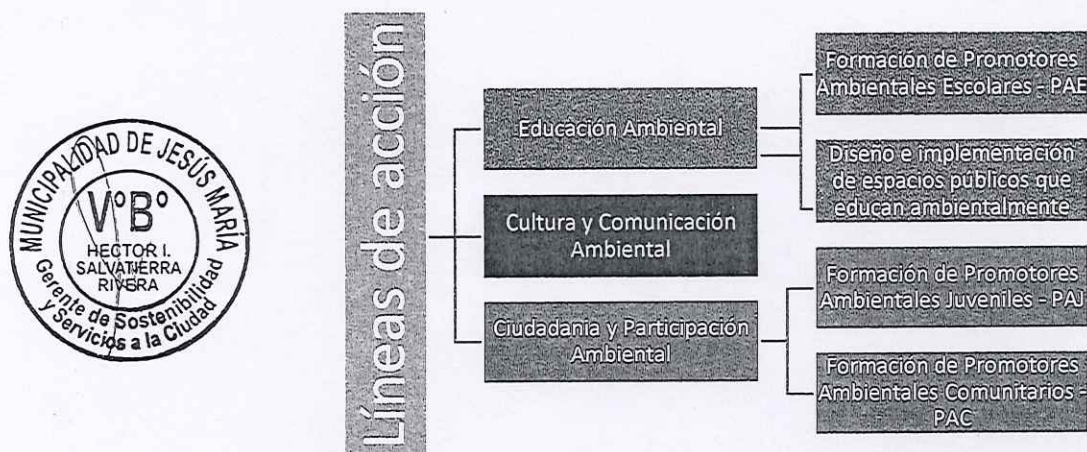 MUNICIPALIDAD DE JESÚS MARÍA
V°B°
HECTOR I.
SALVATIERRA
RIVERA
Gerente de Sostenibilidad
y Servicios a la Ciudad
Líneas de acción
Educación Ambiental
Formación de Promotores
Ambientales Escolares - PAE
Diseño e implementación
de espacios públicos que
educan ambientalmente
Cultura y Comunicación
Ambiental
Ciudadanía y Participación
Ambiental
Formación de Promotores
Ambientales Juveniles - PAJ
Formación de Promotores
Ambientales Comunitarios -
PAC